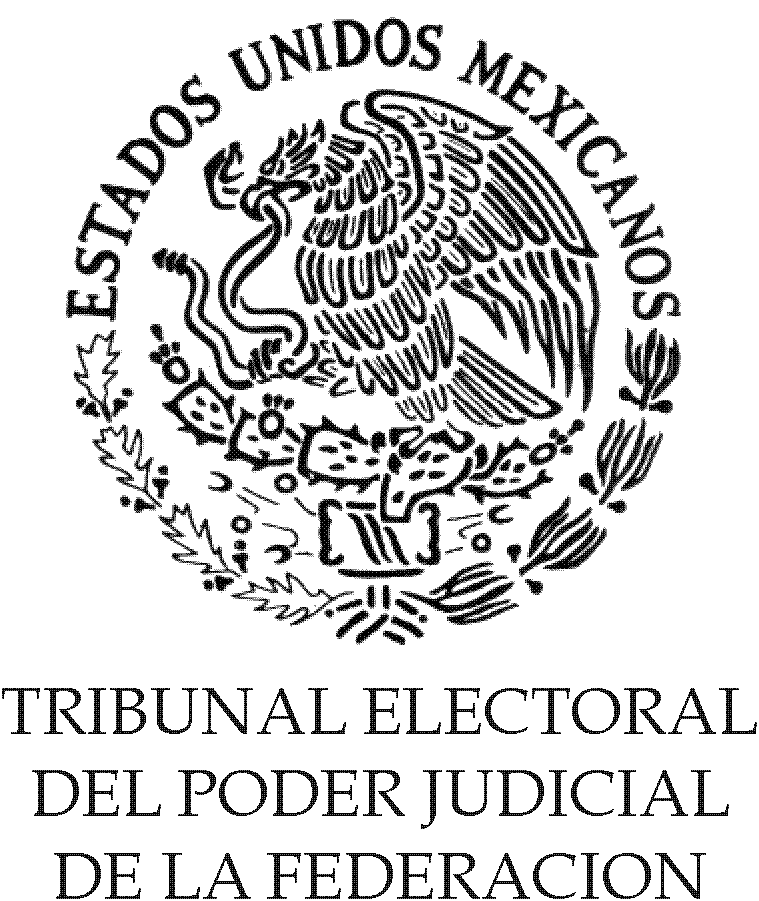 ESTADOS UNIDOS MEXICANOS
TRIBUNAL ELECTORAL
DEL PODER JUDICIAL
DE LA FEDERACION